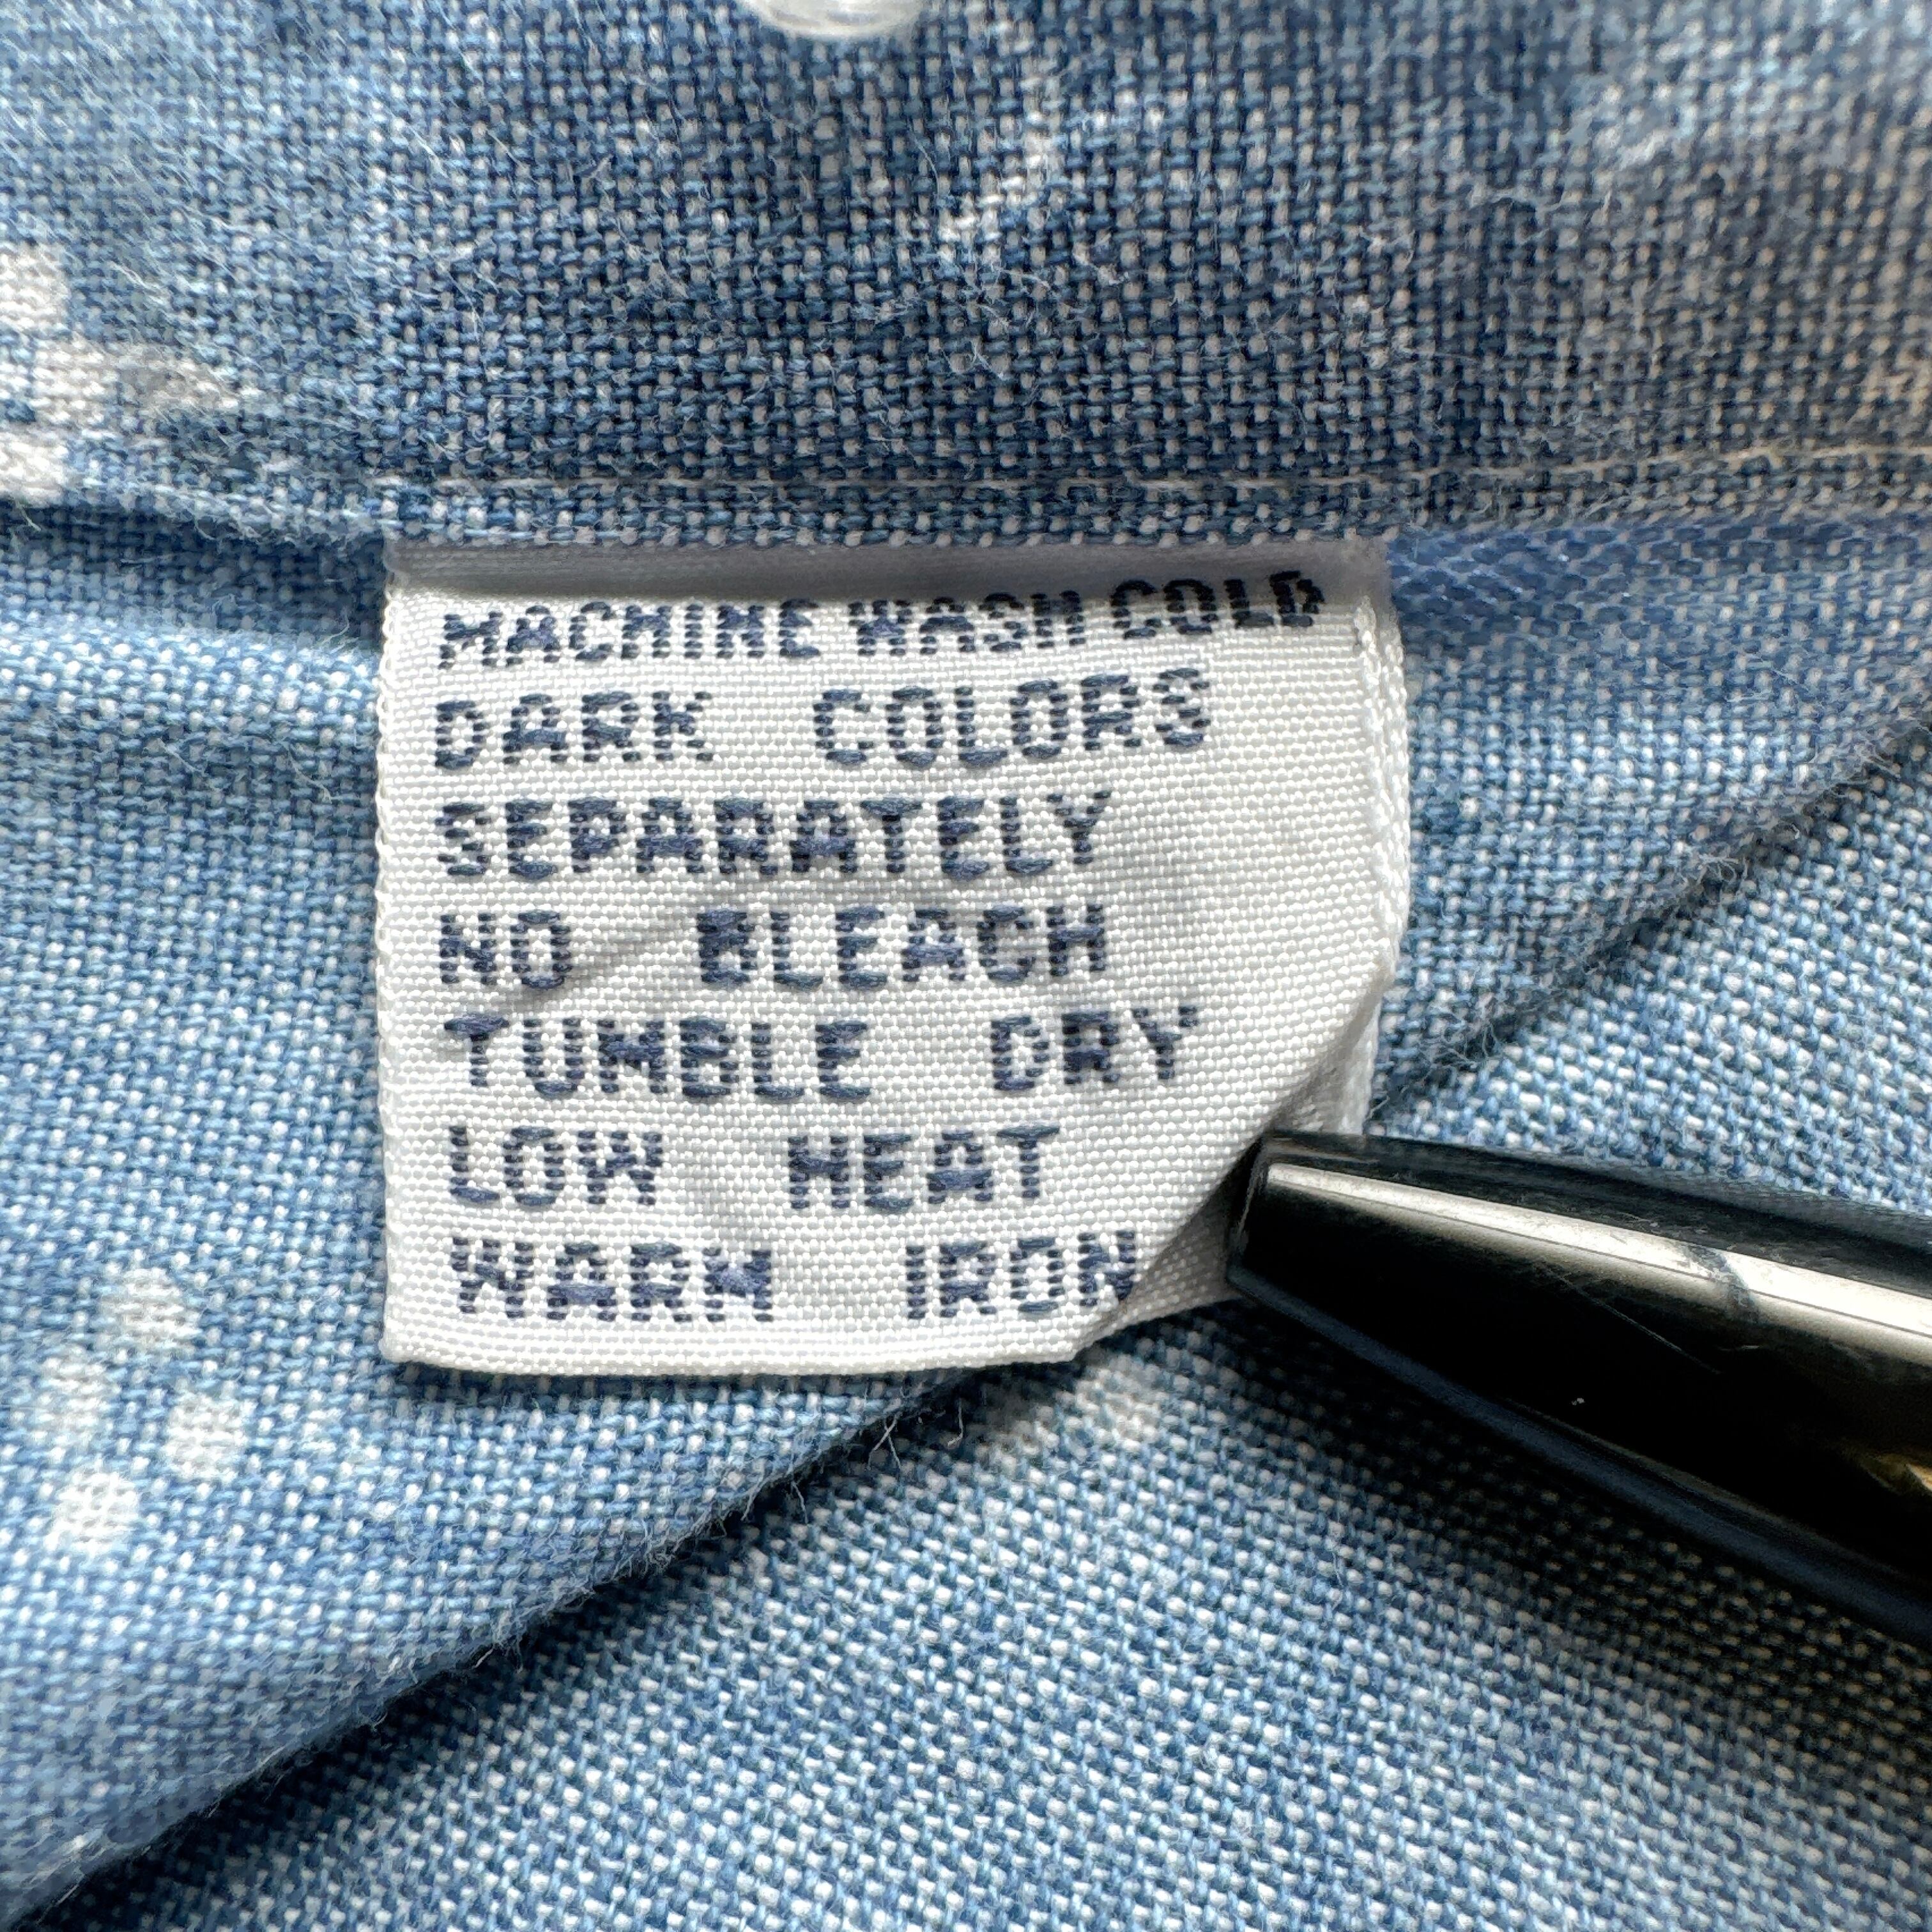 MACHINE WASH COLD
DARK COLORS
SEPARATELY
NO BLEACH
TUMBLE DRY
LOW HEAT
WARM IRON